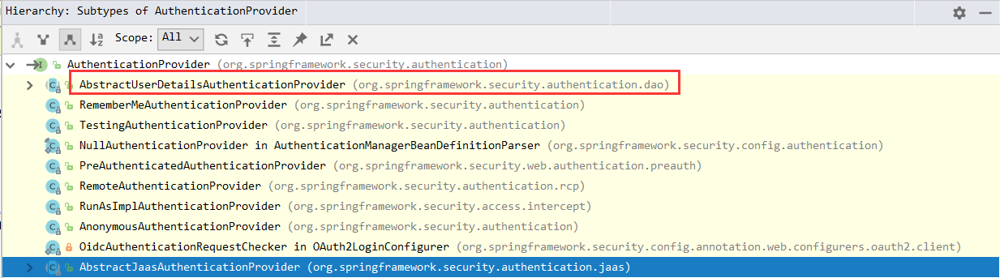 Hierarchy: Subtypes of AuthenticationProvider
Scope: All
AuthenticationProvider (org.springframework.security.authentication)
AbstractUserDetailsAuthenticationProvider (org.springframework.security.authentication.dao)
RememberMeAuthenticationProvider (org.springframework.security.authentication)
TestingAuthenticationProvider (org.springframework.security.authentication)
NullAuthenticationProvider in AuthenticationManagerBeanDefinitionParser (org.springframework.security.config.authentication)
PreAuthenticatedAuthenticationProvider (org.springframework.security.web.authentication.preauth)
RemoteAuthenticationProvider (org.springframework.security.authentication.rcp)
RunAsImplAuthenticationProvider (org.springframework.security.access.intercept)
AnonymousAuthenticationProvider (org.springframework.security.authentication)
OidcAuthenticationRequestChecker in OAuth2LoginConfigurer (org.springframework.security.config.annotation.web.configurers.oauth2.client)
AbstractJaasAuthenticationProvider (org.springframework.security.authentication.jaas)